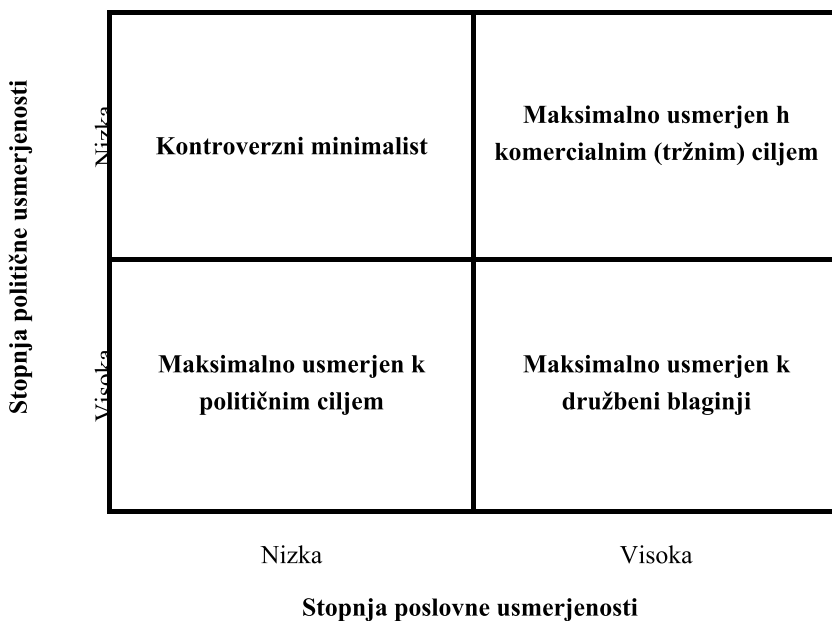 Stopnja politične usmerjenosti
Nizka
Kontroverzni minimalist
Maksimalno usmerjen h
komercialnim (tržnim) ciljem
Visoka
Maksimalno usmerjen k
političnim ciljem
Maksimalno usmerjen k
družbeni blaginji
Nizka
Visoka
Stopnja poslovne usmerjenosti